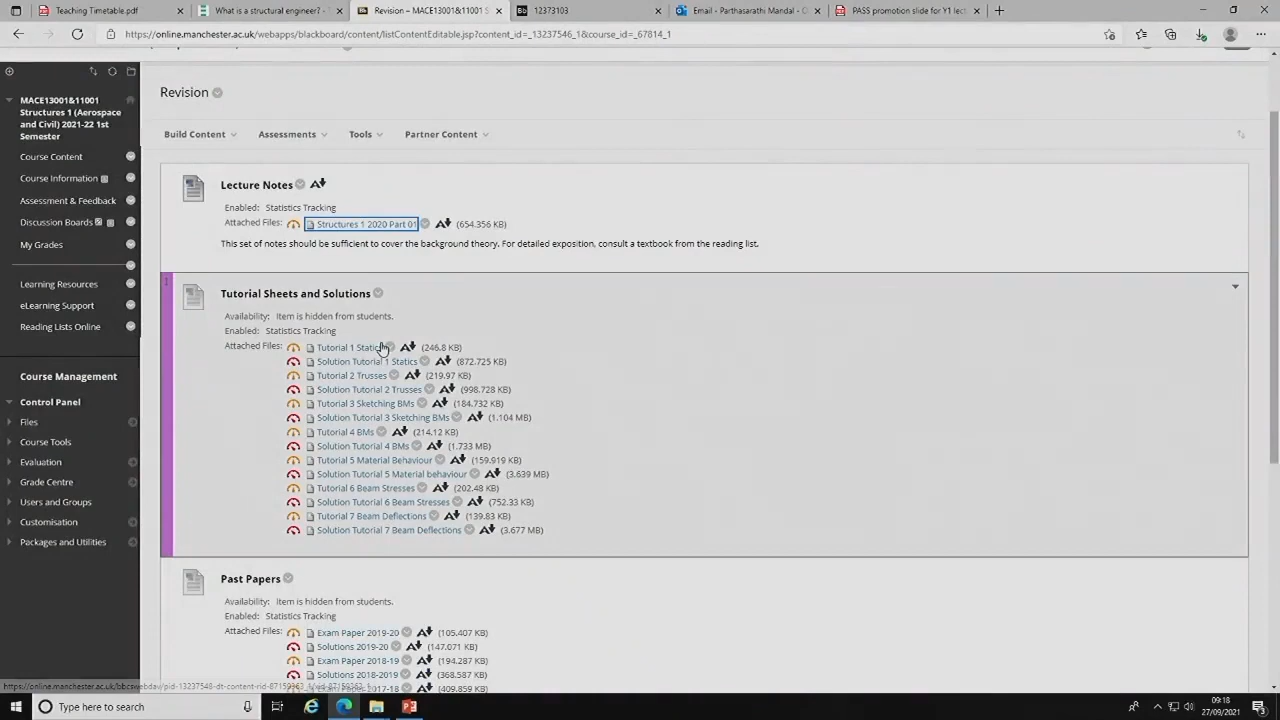 Teaching Timetable.pdf
What is a structural engineer? - T
Revision – MACE13001&11001 S
12373103
Email - Parthasarathi Mandal - O
PASS promotion slide for Y1 lect
https://online.manchester.ac.uk/webapps/blackboard/content/listContentEditable.jsp?content_id=_13237546_1&course_id=_67814_1
MACE13001&11001
Structures 1 (Aerospace
and Civil) 2021-22 1st
Semester
Course Content
Course Information
Assessment & Feedback
Discussion Boards
My Grades
Learning Resources
eLearning Support
Reading Lists Online
Course Management
Control Panel
Files
Course Tools
Evaluation
Grade Centre
Users and Groups
Customisation
Packages and Utilities
Revision
Build Content
Assessments
Tools
Partner Content
Lecture Notes
Enabled: Statistics Tracking
Attached Files: Structures 1 2020 Part 01 (654.356 KB)
This set of notes should be sufficient to cover the background theory. For detailed exposition, consult a textbook from the reading list.
Tutorial Sheets and Solutions
Availability: Item is hidden from students.
Enabled: Statistics Tracking
Attached Files: Tutorial 1 Statics (246.8 KB)
Solution Tutorial 1 Statics (872.725 KB)
Tutorial 2 Trusses (219.97 KB)
Solution Tutorial 2 Trusses (998.728 KB)
Tutorial 3 Sketching BMs (184.732 KB)
Solution Tutorial 3 Sketching BMs (1.104 MB)
Tutorial 4 BMs (214.12 KB)
Solution Tutorial 4 BMs (1.733 MB)
Tutorial 5 Material Behaviour (159.919 KB)
Solution Tutorial 5 Material behaviour (3.639 MB)
Tutorial 6 Beam Stresses (202.48 KB)
Solution Tutorial 6 Beam Stresses (752.33 KB)
Tutorial 7 Beam Deflections (139.83 KB)
Solution Tutorial 7 Beam Deflections (3.677 MB)
Past Papers
Availability: Item is hidden from students.
Enabled: Statistics Tracking
Attached Files: Exam Paper 2019-20 (105.407 KB)
Solutions 2019-20 (147.071 KB)
Exam Paper 2018-19 (194.287 KB)
Solutions 2018-2019 (368.587 KB)
2017-18 (409.859 KB)
Type here to search
09:18
27/09/2021